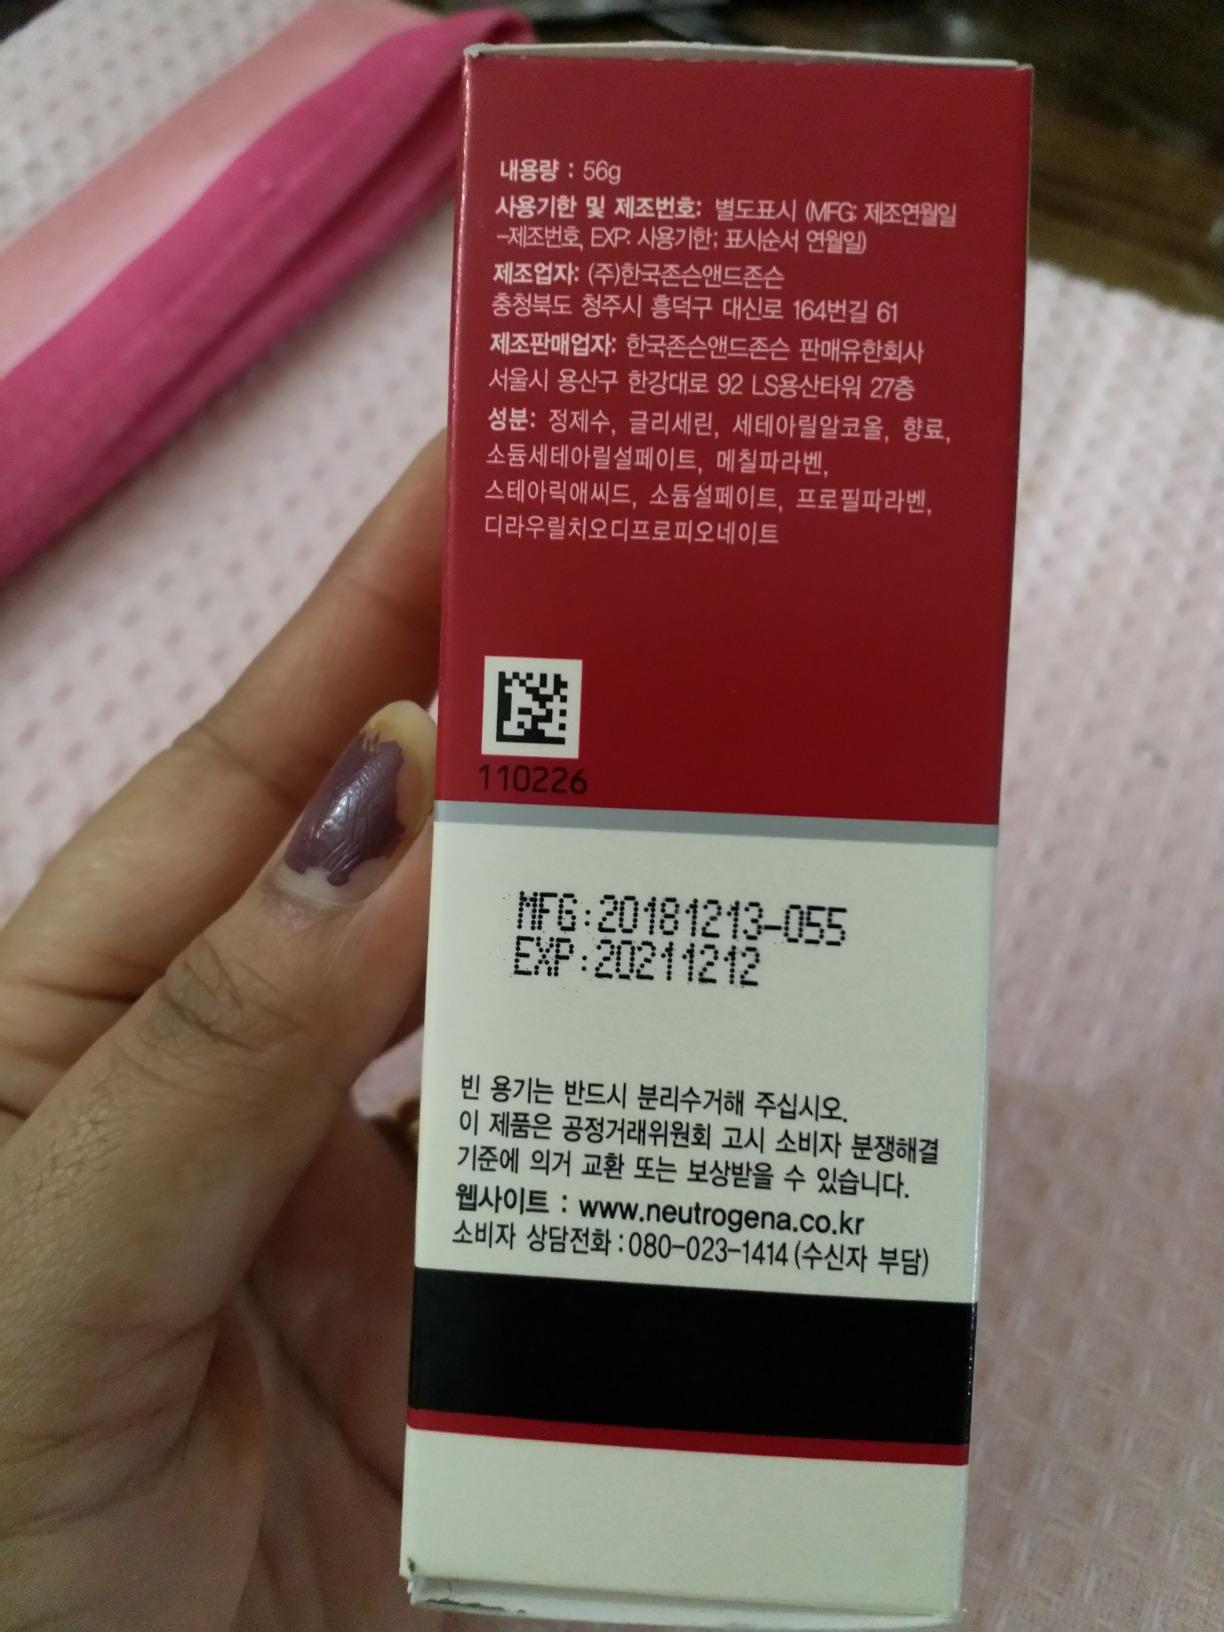 내용량 : 56g
사용기한 및 제조번호: 별도표시 (MFG: 제조연월일
-제조번호, EXP: 사용기한; 표시순서 연월일)
제조업자: (주)한국존슨앤드존슨
충청북도 청주시 흥덕구 대신로 164번길 61
제조판매업자: 한국존슨앤드존슨 판매유한회사
서울시 용산구 한강대로 92 LS용산타워 27층
성분: 정제수, 글리세린, 세테아릴알코올, 향료,
소듐세테아릴설페이트, 메칠파라벤,
스테아릭애씨드, 소듐설페이트, 프로필파라벤,
디라우릴치오디프로피오네이트
110226
MFG:20181213-055
EXP:20211212
빈 용기는 반드시 분리수거해 주십시오.
이 제품은 공정거래위원회 고시 소비자 분쟁해결
기준에 의거 교환 또는 보상받을 수 있습니다.
웹사이트 : www.neutrogena.co.kr
소비자 상담전화:080-023-1414(수신자 부담)